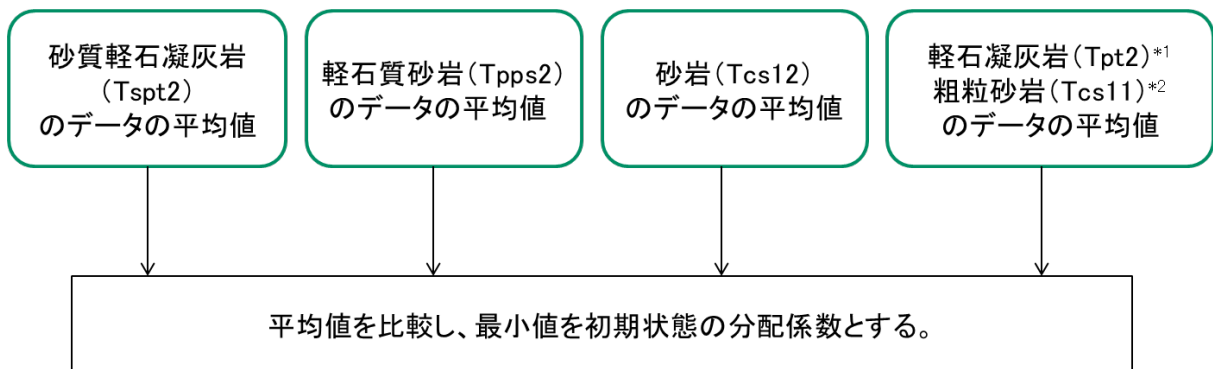 砂質軽石凝灰岩
(Tspt2)
のデータの平均値
軽石質砂岩(Tpps2)
のデータの平均値
砂岩(Tcs12)
のデータの平均値
軽石凝灰岩(Tpt2)*1
粗粒砂岩(Tcs11)*2
のデータの平均値
平均値を比較し、最小値を初期状態の分配係数とする。